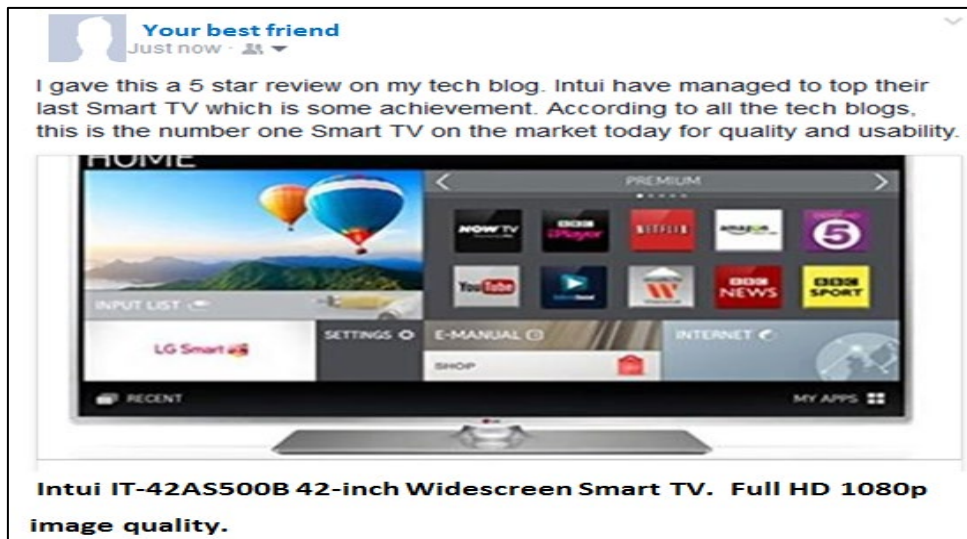 Your best friend
Just now
I gave this a 5 star review on my tech blog. Intui have managed to top their
last Smart TV which is some achievement. According to all the tech blogs,
this is the number one Smart TV on the market today for quality and usability.
HOME
PREMIUM
NOW TV
BBC iPlayer
NETFLIX
amazon
5
YouTube
BBC NEWS
BBC SPORT
INPUT LIST
LG Smart
SETTINGS
E-MANUAL
INTERNET
SHOP
RECENT
MY APPS
Intui IT-42AS500B 42-inch Widescreen Smart TV. Full HD 1080p
image quality.